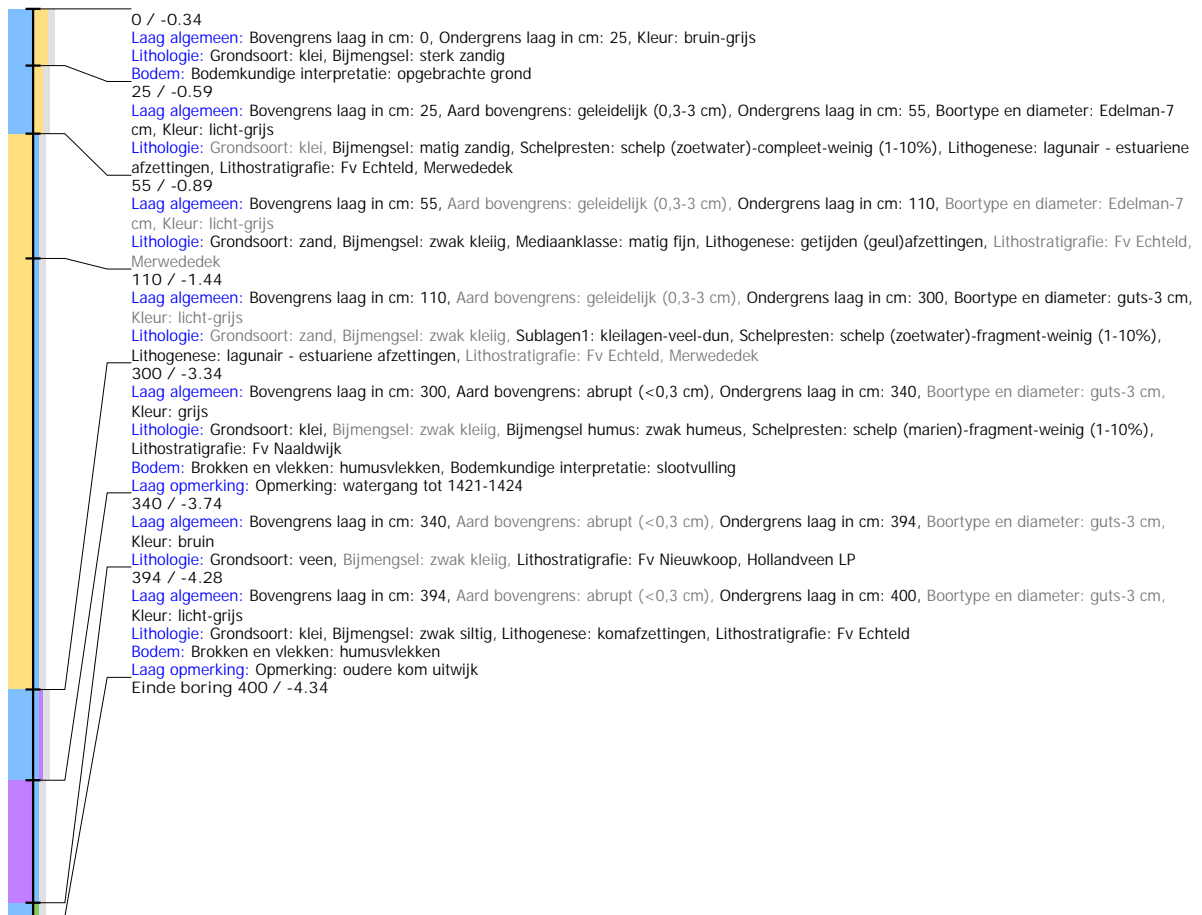 0 / -0.34
Laag algemeen: Bovengrens laag in cm: 0, Ondergrens laag in cm: 25, Kleur: bruin-grijs
Lithologie: Grondsoort: klei, Bijmengsel: sterk zandig
Bodem: Bodemkundige interpretatie: opgebrachte grond
25 / -0.59
Laag algemeen: Bovengrens laag in cm: 25, Aard bovengrens: geleidelijk (0,3-3 cm), Ondergrens laag in cm: 55, Boortype en diameter: Edelman-7
cm, Kleur: licht-grijs
Lithologie: Grondsoort: klei, Bijmengsel: matig zandig, Schelpresten: schelp (zoetwater)-compleet-weinig (1-10%), Lithogenese: lagunair - estuariene
afzettingen, Lithostratigrafie: Fv Echteld, Merwededek
55 / -0.89
Laag algemeen: Bovengrens laag in cm: 55, Aard bovengrens: geleidelijk (0,3-3 cm), Ondergrens laag in cm: 110, Boortype en diameter: Edelman-7
cm, Kleur: licht-grijs
Lithologie: Grondsoort: zand, Bijmengsel: zwak kleiig, Mediaanklasse: matig fijn, Lithogenese: getijden (geul)afzettingen, Lithostratigrafie: Fv Echteld,
Merwededek
110 / -1.44
Laag algemeen: Bovengrens laag in cm: 110, Aard bovengrens: geleidelijk (0,3-3 cm), Ondergrens laag in cm: 300, Boortype en diameter: guts-3 cm,
Kleur: licht-grijs
Lithologie: Grondsoort: zand, Bijmengsel: zwak kleiig, Sublagen1: kleilagen-veel-dun, Schelpresten: schelp (zoetwater)-fragment-weinig (1-10%),
Lithogenese: lagunair - estuariene afzettingen, Lithostratigrafie: Fv Echteld, Merwededek
300 / -3.34
Laag algemeen: Bovengrens laag in cm: 300, Aard bovengrens: abrupt (<0,3 cm), Ondergrens laag in cm: 340, Boortype en diameter: guts-3 cm,
Kleur: grijs
Lithologie: Grondsoort: klei, Bijmengsel: zwak kleiig, Bijmengsel humus: zwak humeus, Schelpresten: schelp (marien)-fragment-weinig (1-10%),
Lithostratigrafie: Fv Naaldwijk
Bodem: Brokken en vlekken: humusvlekken, Bodemkundige interpretatie: slootvulling
Laag opmerking: Opmerking: watergang tot 1421-1424
340 / -3.74
Laag algemeen: Bovengrens laag in cm: 340, Aard bovengrens: abrupt (<0,3 cm), Ondergrens laag in cm: 394, Boortype en diameter: guts-3 cm,
Kleur: bruin
Lithologie: Grondsoort: veen, Bijmengsel: zwak kleiig, Lithostratigrafie: Fv Nieuwkoop, Hollandveen LP
394 / -4.28
Laag algemeen: Bovengrens laag in cm: 394, Aard bovengrens: abrupt (<0,3 cm), Ondergrens laag in cm: 400, Boortype en diameter: guts-3 cm,
Kleur: licht-grijs
Lithologie: Grondsoort: klei, Bijmengsel: zwak siltig, Lithogenese: komafzettingen, Lithostratigrafie: Fv Echteld
Bodem: Brokken en vlekken: humusvlekken
Laag opmerking: Opmerking: oudere kom uitwijk
Einde boring 400 / -4.34